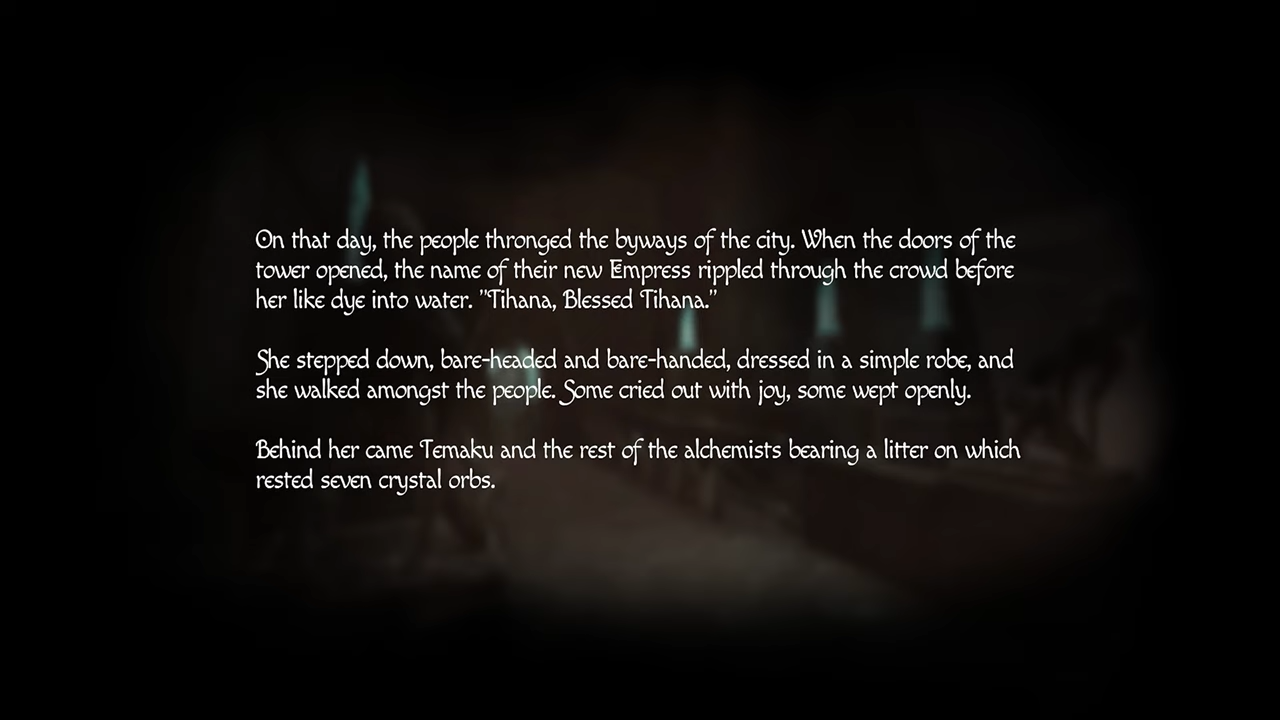 On that day, the people thronged the byways of the city. When the doors of the
tower opened, the name of their new Empress rippled through the crowd before
her like dye into water. "Tihana, Blessed Tihana."
She stepped down, bare-headed and bare-handed, dressed in a simple robe, and
she walked amongst the people. Some cried out with joy, some wept openly.
Behind her came Temaku and the rest of the alchemists bearing a litter on which
rested seven crystal orbs.